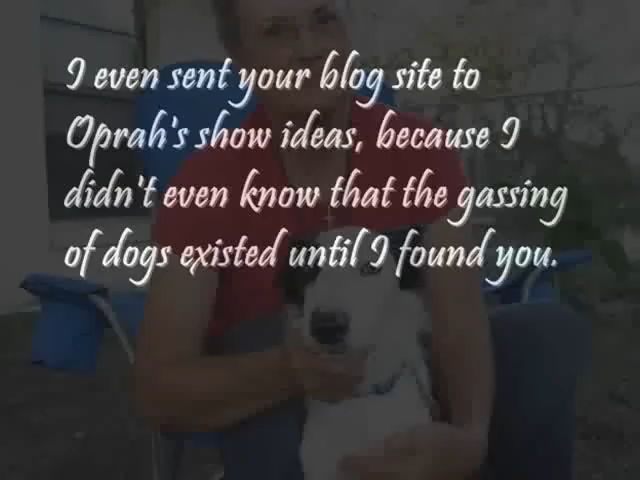 I even sent your blog site to
Oprah's show ideas, because I
didn't even know that the gassing
of dogs existed until I found you.